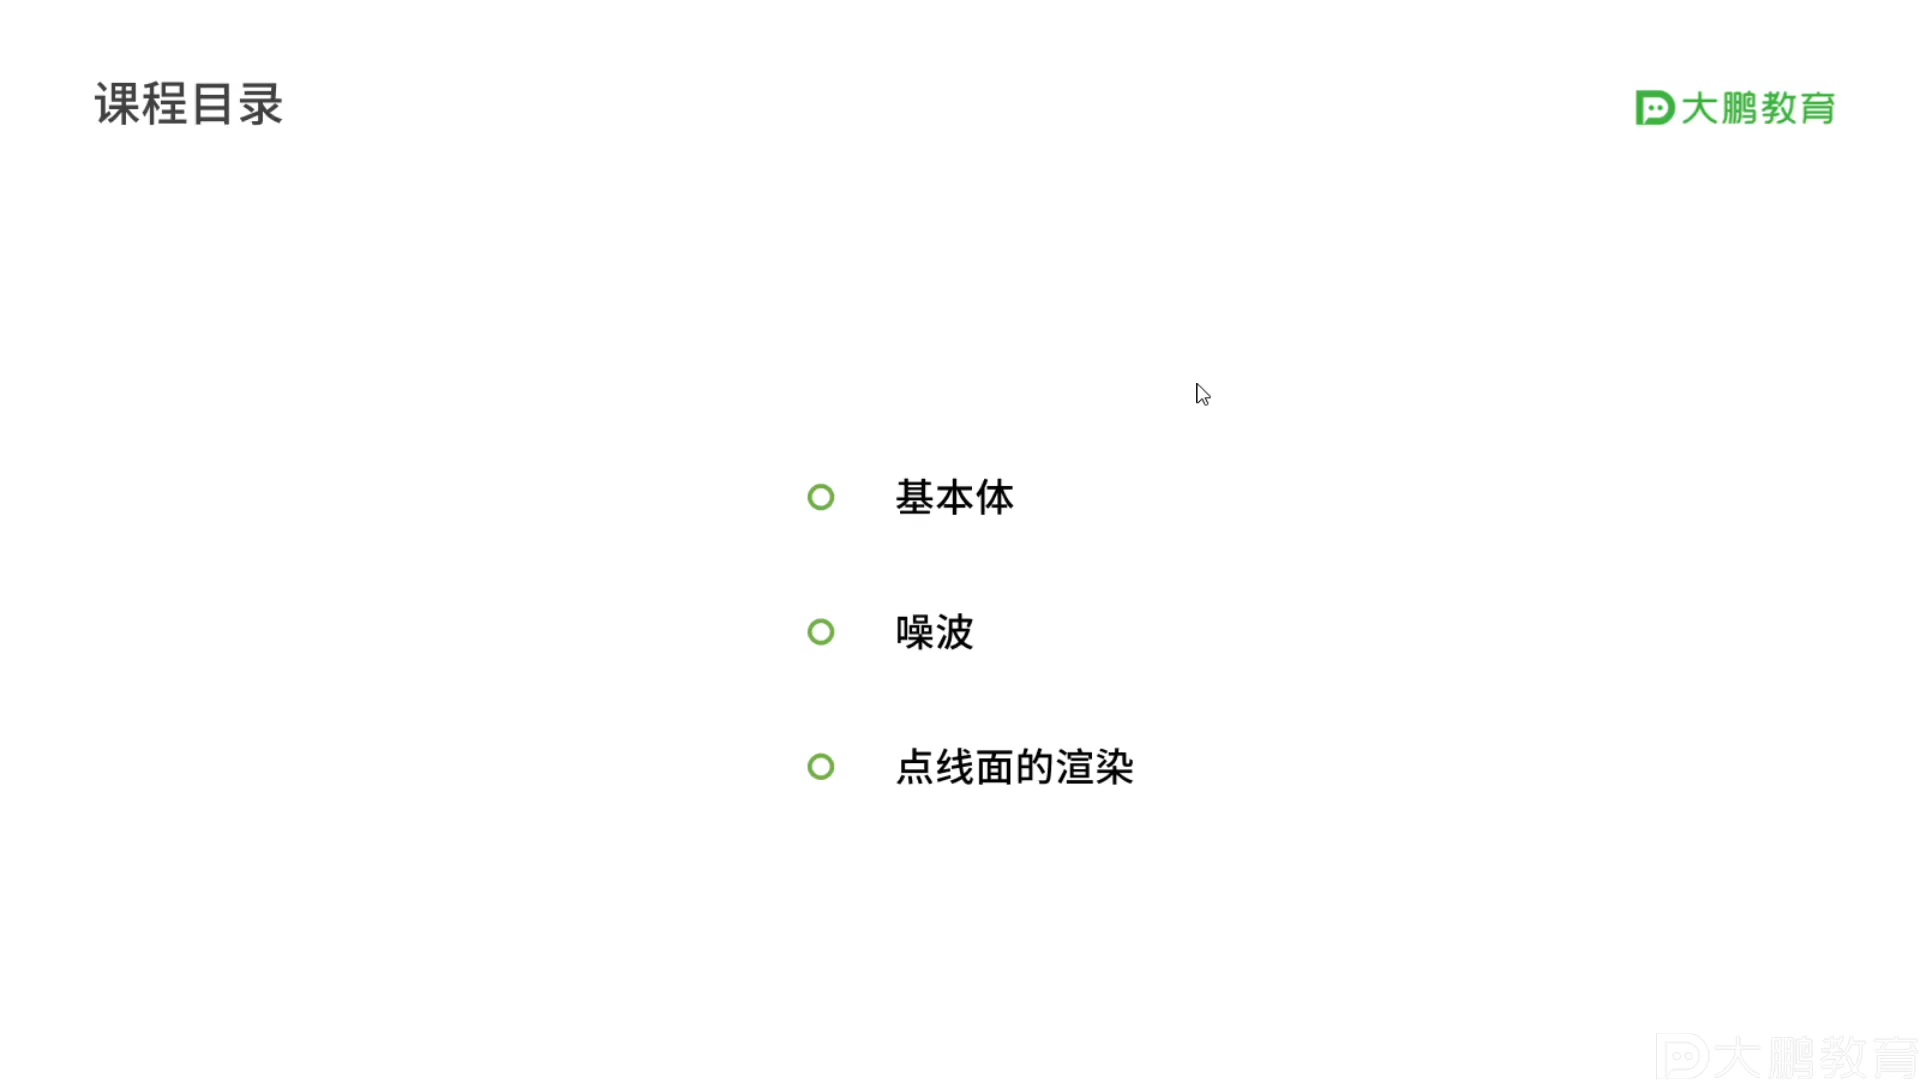 课程目录
大鹏教育
基本体
噪波
点线面的渲染
大鹏教育